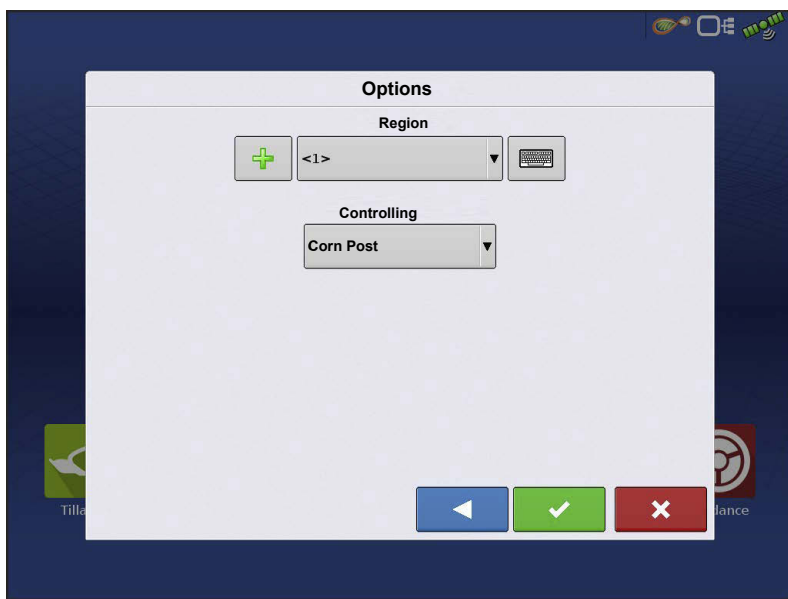 Options
Region
<1>
Controlling
Corn Post
Tilla
dance